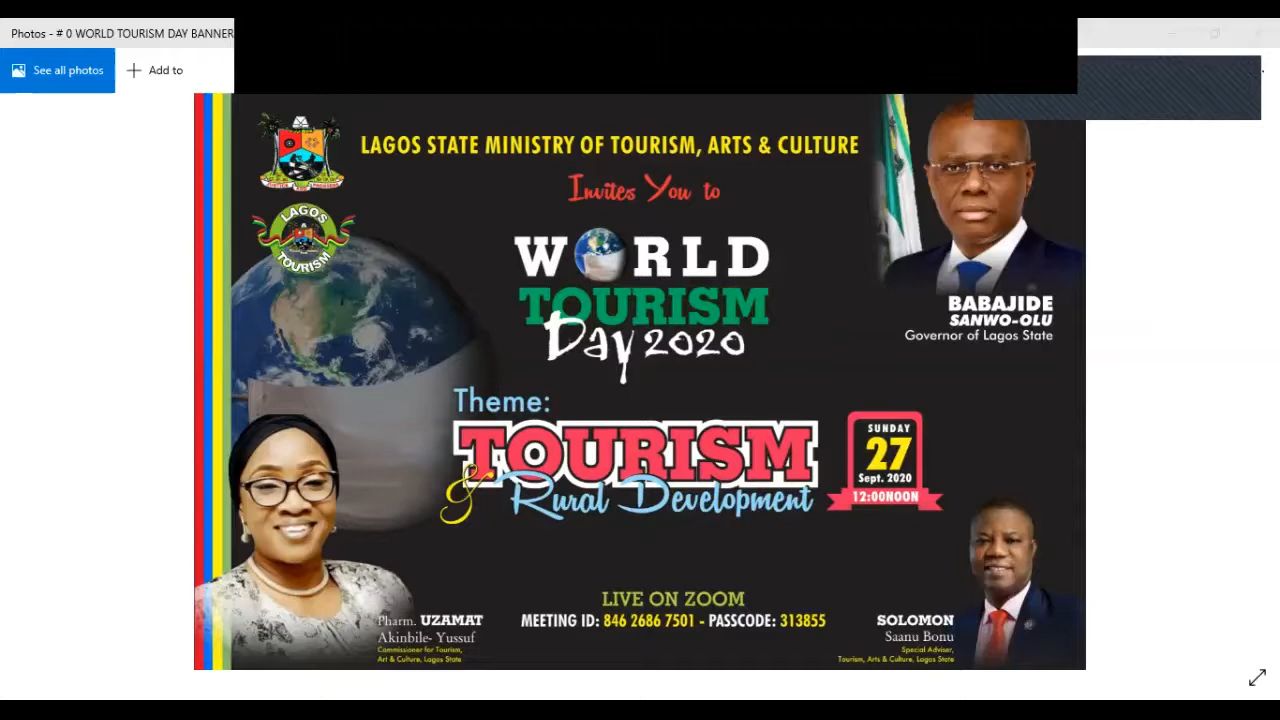 Photos - # 0 WORLD TOURISM DAY BANNER
See all photos
Add to
LAGOS STATE MINISTRY OF TOURISM, ARTS & CULTURE
Invites You to
LAGOS
TOURISM
WORLD
TOURISM
Day 2020
BABAJIDE
SANWO-OLU
Governor of Lagos State
Theme:
TOURISM
& Rural Development
SUNDAY
27
Sept. 2020
12:00NOON
LIVE ON ZOOM
MEETING ID: 846 2686 7501 - PASSCODE: 313855
Pharm. UZAMAT
Akinbile- Yussuf
Commissioner for Tourism,
Art & Culture, Lagos State
SOLOMON
Saanu Bonu
Special Adviser,
Tourism, Arts & Culture, Lagos State